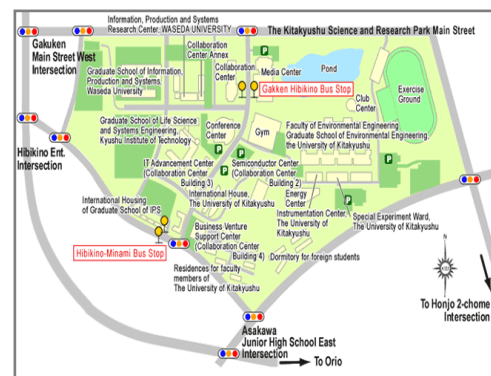 Information, Production and Systems
Research Center, WASEDA UNIVERSITY
The Kitakyushu Science and Research Park Main Street
Gakuken
Main Street West
Intersection
Collaboration
Center Annex
Collaboration
Center
Media Center
Pond
Graduate School of Information,
Production and Systems,
Waseda University
Gakken Hibikino Bus Stop
Club
Center
Exercise
Ground
Graduate School of Life Science
and Systems Engineering,
Kyushu Institute of Technology
Conference
Center
Gym
Faculty of Environmental Engineering
Graduate School of Environmental Engineering,
the University of Kitakyushu
Hibikino Ent.
Intersection
IT Advancement Center
(Collaboration Center
Building 3)
Semiconductor Center
(Collaboration Center,
Building 2)
International House,
The University of Kitakyushu
Energy
Center
International Housing
of Graduate School of IPS
Instrumentation Center, The
University of Kitakyushu
Special Experiment Ward,
The University of Kitakyushu
Business Venture
Support Center
(Collaboration Center
Building 4)
Hibikino-Minami Bus Stop
Dormitory for foreign students
Residences for faculty
members of
The University of Kitakyushu
To Honjo 2-chome
Intersection
Asakawa
Junior High School East
Intersection
To Orio
P
P
P
P